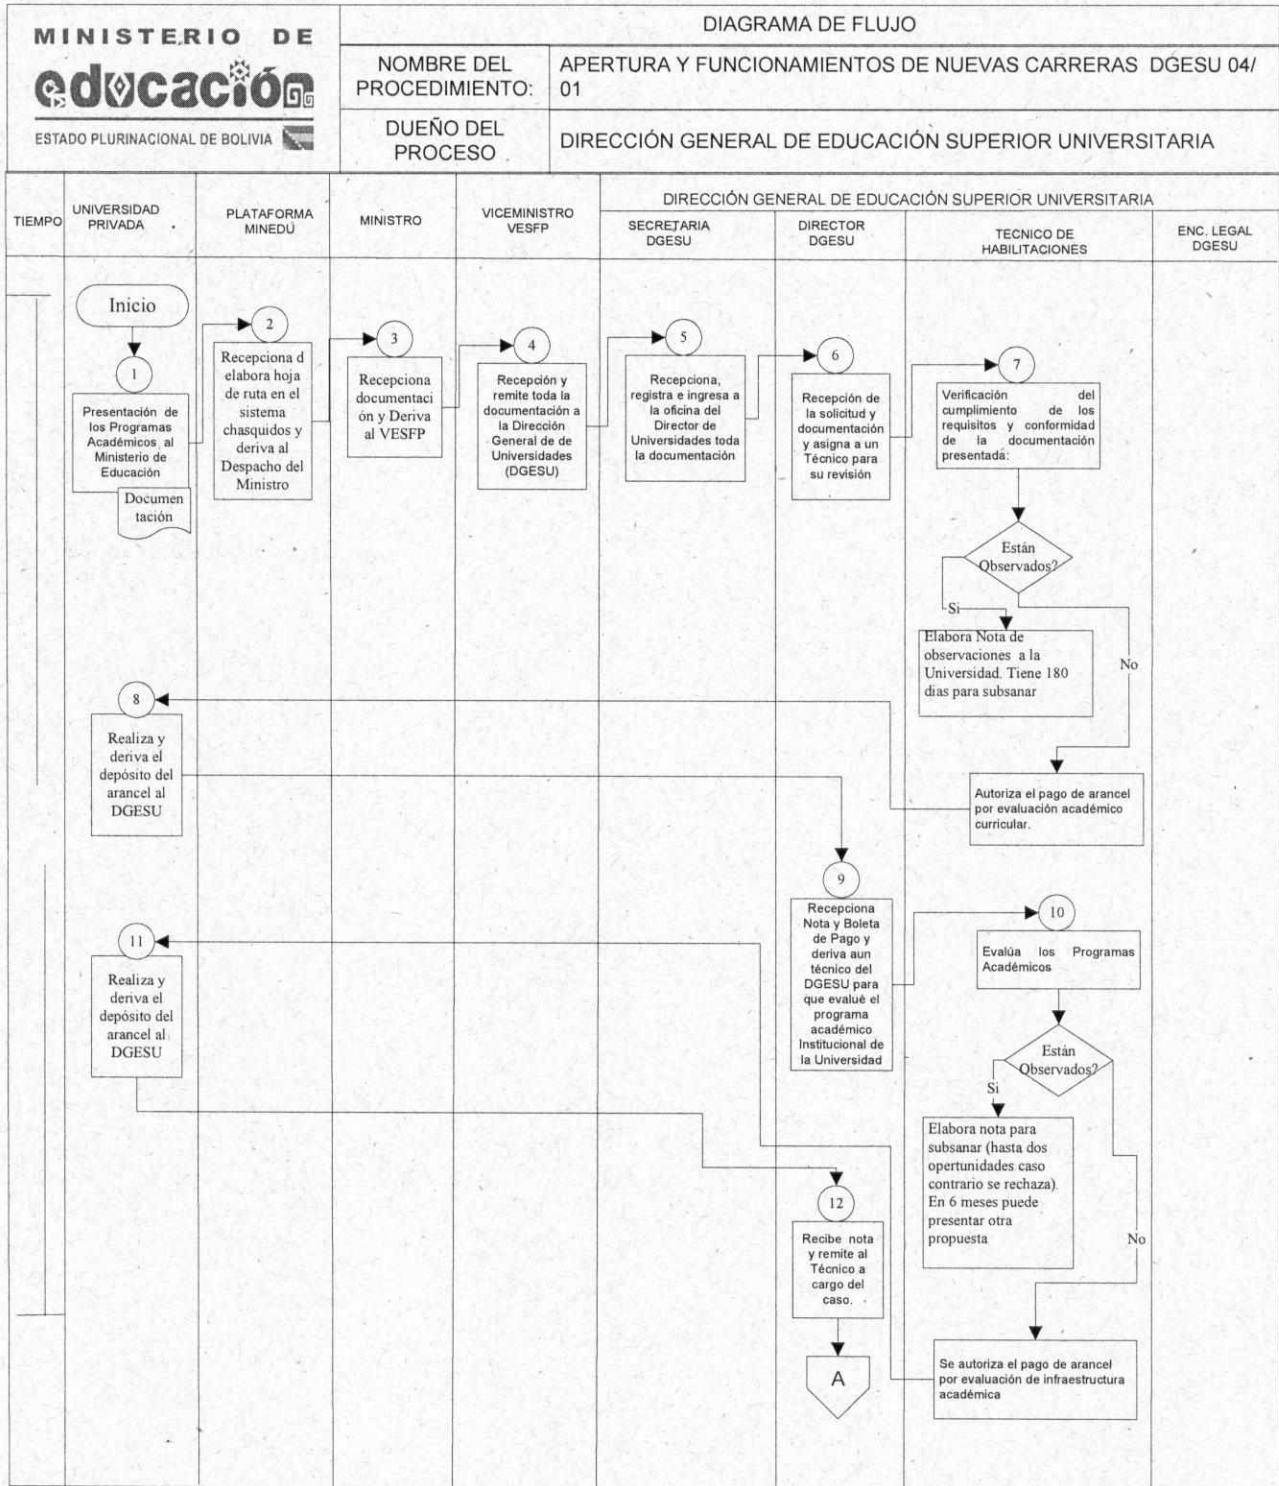 MINISTERIO DE
educación
ESTADO PLURINACIONAL DE BOLIVIA
DIAGRAMA DE FLUJO
NOMBRE DEL
PROCEDIMIENTO:
APERTURA Y FUNCIONAMIENTOS DE NUEVAS CARRERAS DGESU 04/
01
DUEÑO DEL
PROCESO
DIRECCIÓN GENERAL DE EDUCACIÓN SUPERIOR UNIVERSITARIA
TIEMPO
UNIVERSIDAD
PRIVADA
PLATAFORMA
MINEDU
MINISTRO
VICEMINISTRO
VESFP
DIRECCIÓN GENERAL DE EDUCACIÓN SUPERIOR UNIVERSITARIA
SECRETARIA
DGESU
DIRECTOR
DGESU
TECNICO DE
HABILITACIONES
ENC. LEGAL
DGESU
Inicio
1
Presentación de
los Programas
Académicos al
Ministerio de
Educación
Documen
tación
2
Recepciona d
elabora hoja
de ruta en el
sistema
chasquidos y
deriva al
Despacho del
Ministro
3
Recepciona
documentaci
ón y Deriva
al VESFP
4
Recepción y
remite toda la
documentación a
la Dirección
General de de
Universidades
(DGESU)
5
Recepciona,
registra e ingresa a
la oficina del
Director de
Universidades toda
la documentación
6
Recepción de
la solicitud y
documentación
y asigna a un
Técnico para
su revisión
7
Verificación del
cumplimiento de los
requisitos y conformidad
de la documentación
presentada:
Están
Observados?
Si
Elabora Nota de
observaciones a la
Universidad. Tiene 180
dias para subsanar
No
8
Realiza y
deriva el
depósito del
arancel al
DGESU
Autoriza el pago de arancel
por evaluación académico
curricular.
9
Recepciona
Nota y Boleta
de Pago y
deriva aun
técnico del
DGESU para
que evalué el
programa
académico
Institucional de
la Universidad
10
Evalúa los Programas
Académicos
Están
Observados?
Si
Elabora nota para
subsanar (hasta dos
opertunidades caso
contrario se rechaza).
En 6 meses puede
presentar otra
propuesta
No
11
Realiza y
deriva el
depósito del
arancel al
DGESU
12
Recibe nota
y remite al
Técnico a
cargo del
caso.
A
Se autoriza el pago de arancel
por evaluación de infraestructura
académica